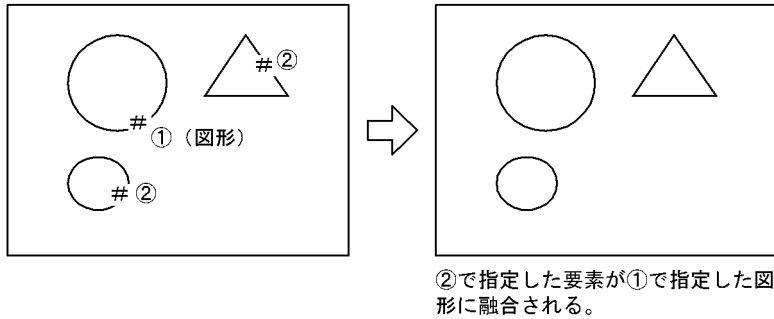 # ②
#
① (図形)
# ②
②で指定した要素が①で指定した図
形に融合される。